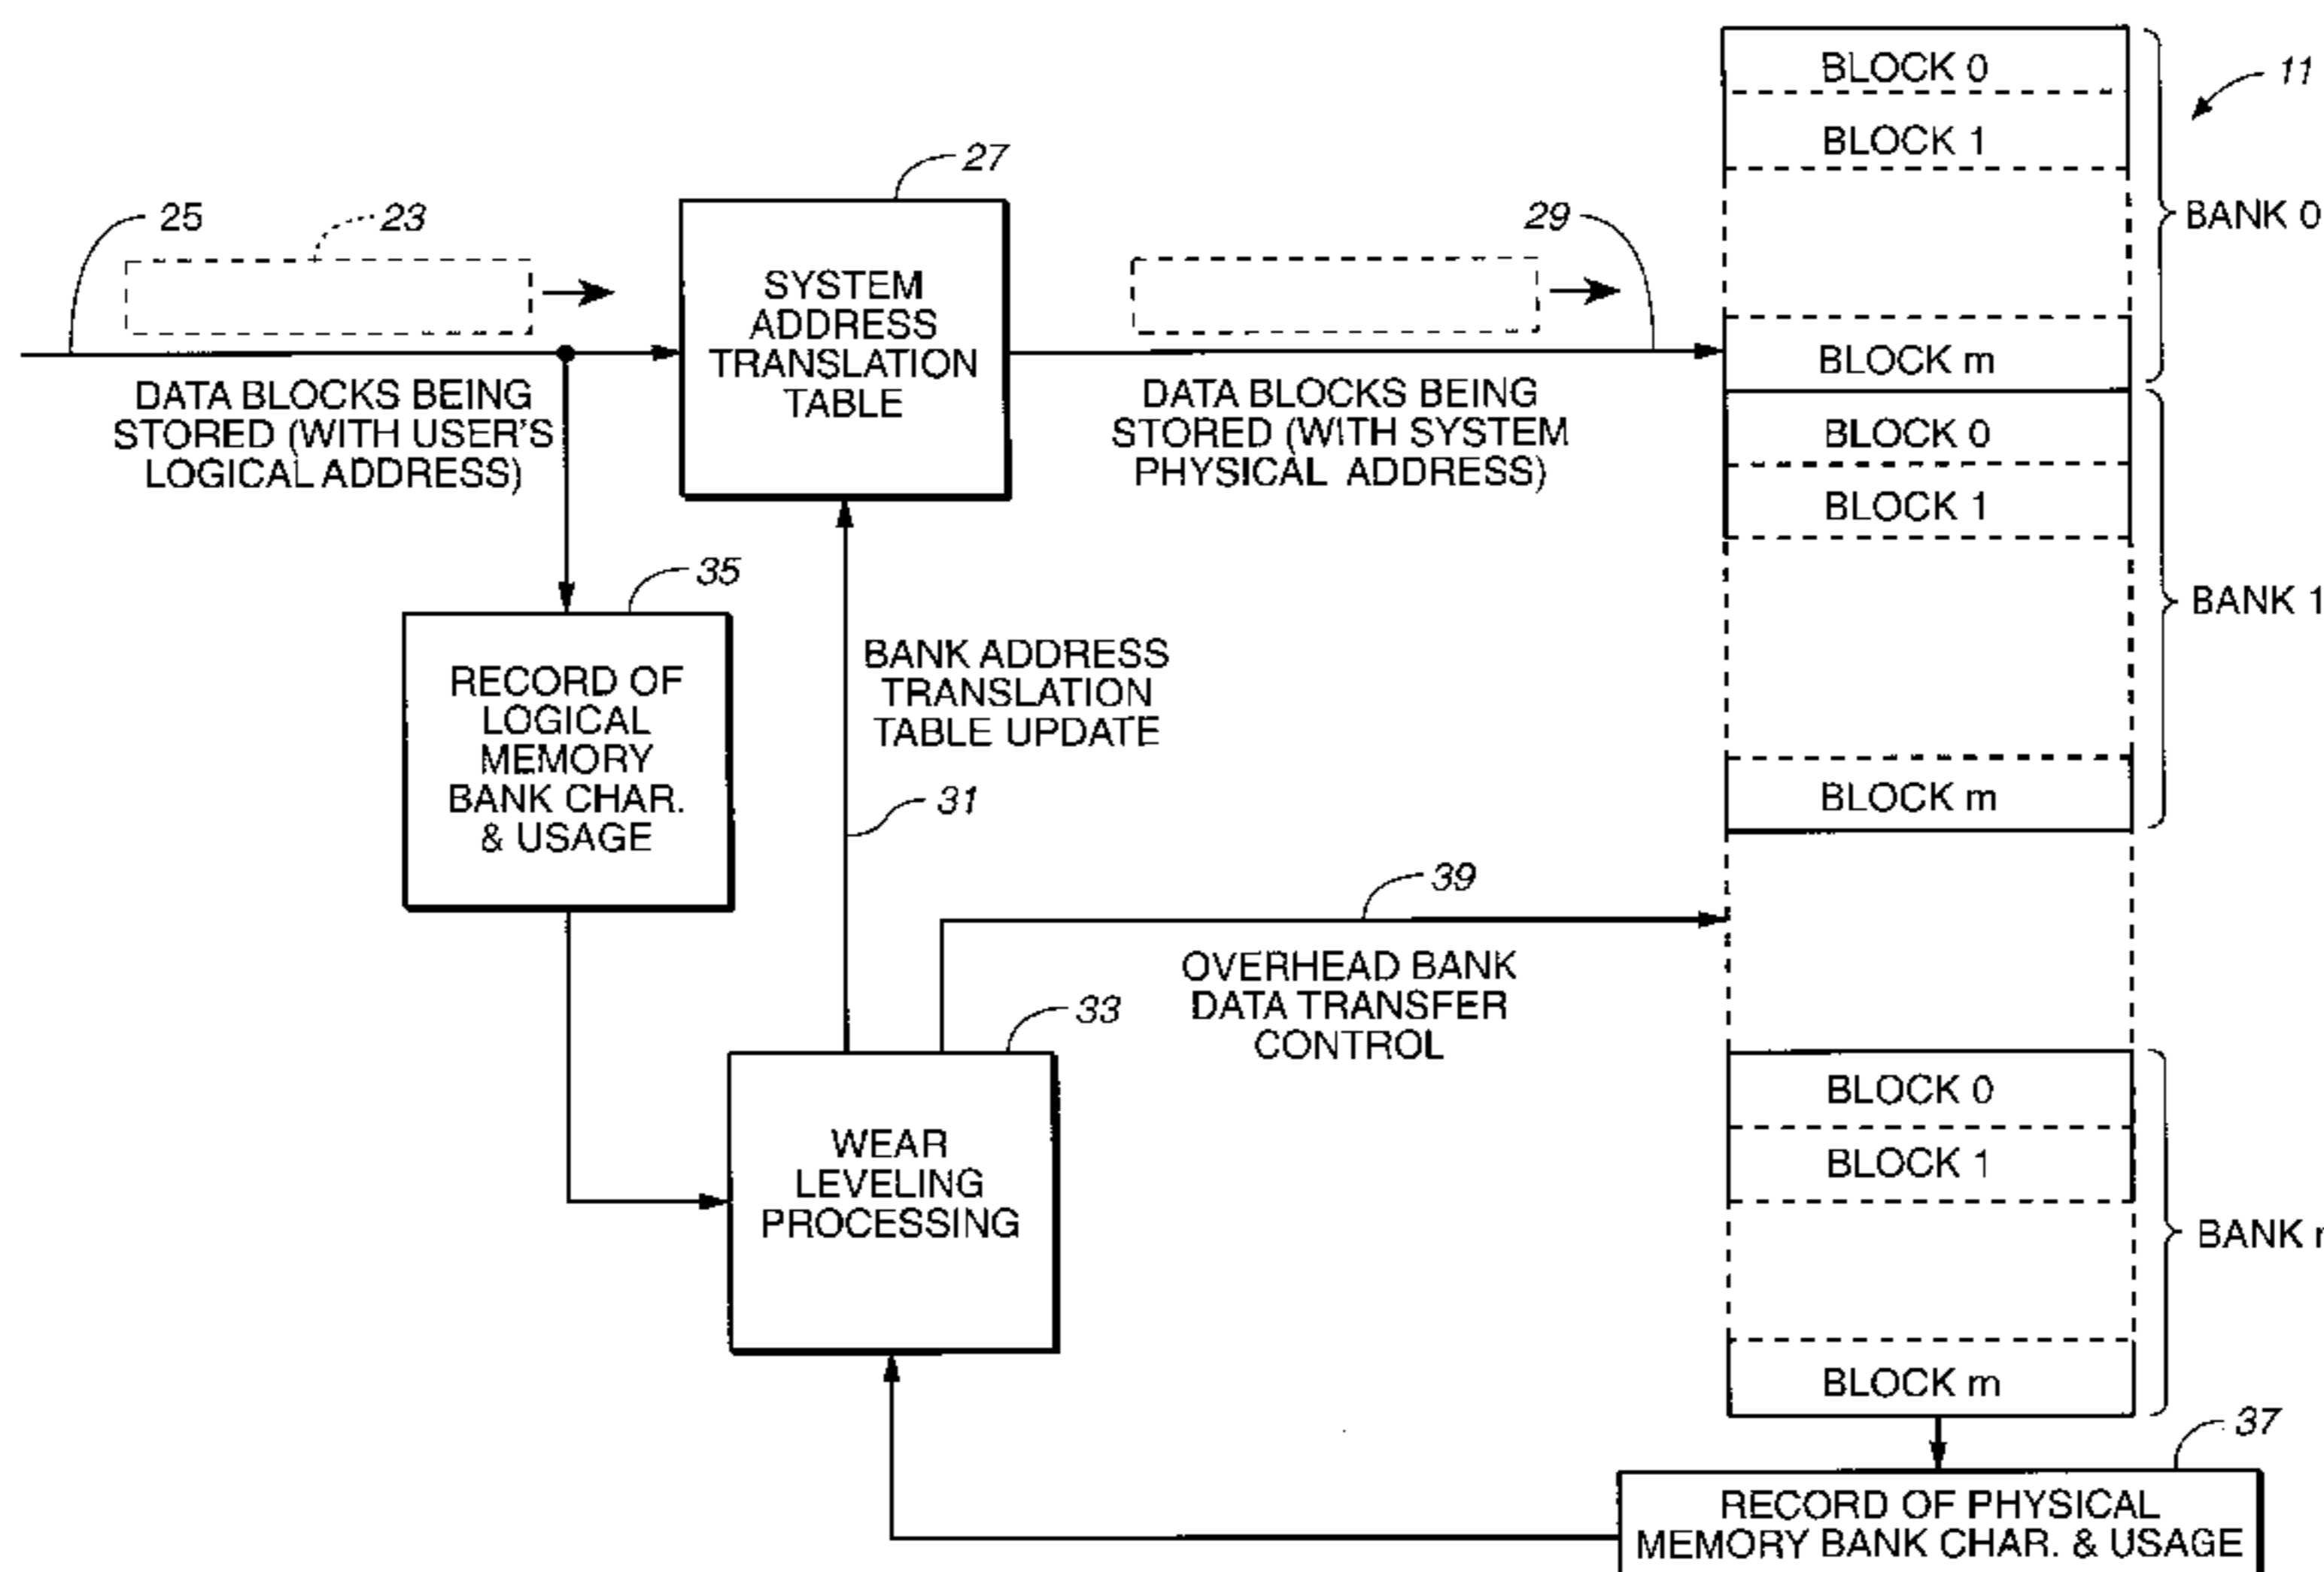 BLOCK 0
11
BLOCK 1
27
25
23
29
BANK 0
SYSTEM
ADDRESS
TRANSLATION
TABLE
BLOCK m
DATA BLOCKS BEING
STORED (WITH USER'S
LOGICAL ADDRESS)
DATA BLOCKS BEING
STORED (WITH SYSTEM
PHYSICAL ADDRESS)
BLOCK 0
BLOCK 1
35
BANK 1
RECORD OF
LOGICAL
MEMORY
BANK CHAR.
& USAGE
BANK ADDRESS
TRANSLATION
TABLE UPDATE
31
BLOCK m
39
OVERHEAD BANK
DATA TRANSFER
CONTROL
33
WEAR
LEVELING
PROCESSING
BLOCK 0
BLOCK 1
BANK
BLOCK m
37
RECORD OF PHYSICAL
MEMORY BANK CHAR. & USAGE